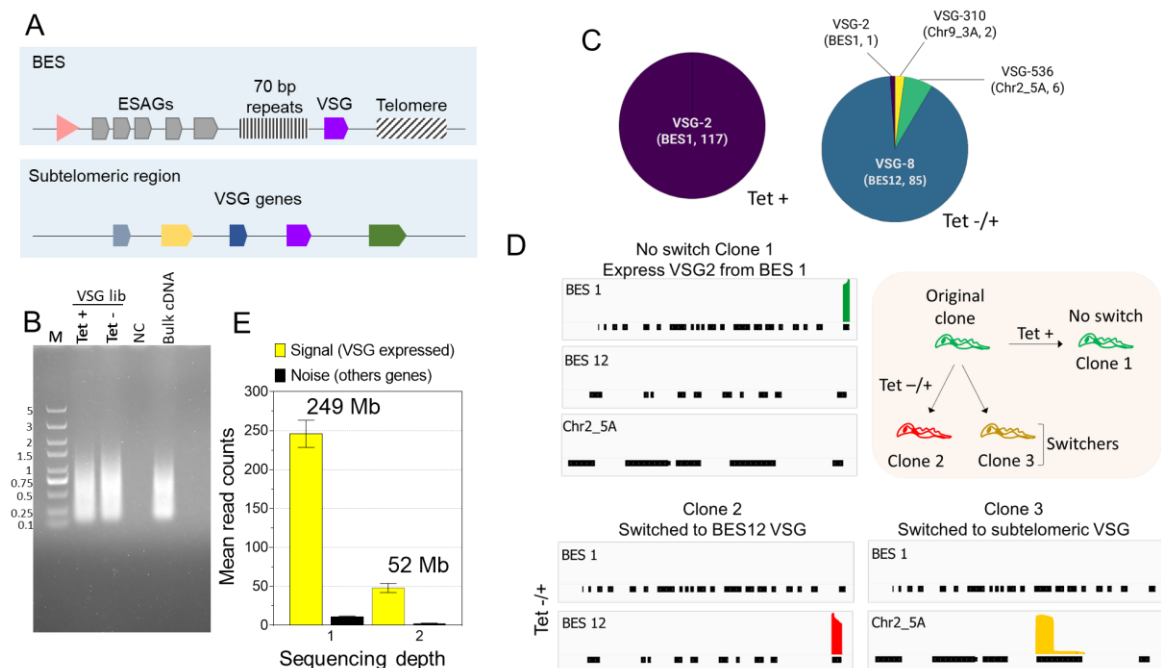 A
BES
ESAGs
70 bp
repeats
VSG
Telomere
Subtelomeric region
VSG genes
B
VSG lib
M
Tet +
Tet -
NC
Bulk cDNA
5
3
2
1.5
1
0.75
0.5
0.25
0.1
E
Signal (VSG expressed)
Noise (others genes)
300
250
200
150
100
50
0
249 Mb
52 Mb
Mean read counts
1
2
Sequencing depth
C
VSG-2
(BES1, 117)
Tet +
VSG-2
(BES1, 1)
VSG-310
(Chr9_3A, 2)
VSG-536
(Chr2_5A, 6)
VSG-8
(BES12, 85)
Tet -/+
D
No switch Clone 1
Express VSG2 from BES 1
BES 1
BES 12
Chr2_5A
Original
clone
Tet +
No switch
Clone 1
Tet –/+
Clone 2
Clone 3
Switchers
Clone 2
Switched to BES12 VSG
Tet -/+
BES 1
BES 12
Clone 3
Switched to subtelomeric VSG
BES 1
Chr2_5A